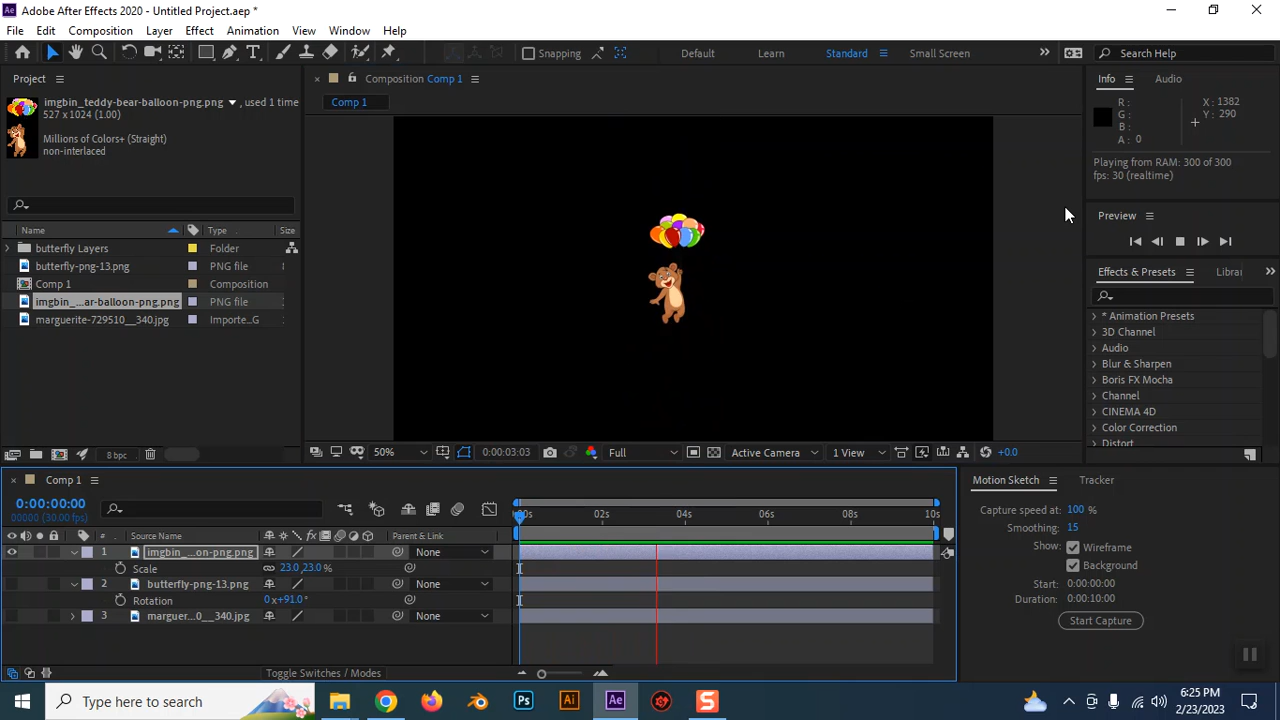 Ae Adobe After Effects 2020 - Untitled Project.aep *
File Edit Composition Layer Effect Animation View Window Help
Snapping Default Learn Standard Small Screen Search Help
Project
imgbin_teddy-bear-balloon-png.png , used 1 time
527 x 1024 (1.00)
Millions of Colors+ (Straight)
non-interlaced
Name Type Size
butterfly Layers Folder
butterfly-png-13.png PNG file
Comp 1 Composition
imgbin_...ar-balloon-png.png PNG file
marguerite-729510__340.jpg Importe...G
8 bpc
Composition Comp 1
Comp 1
50% 0:00:03:03 Full Active Camera 1 View +0.0
Info Audio
R : X : 1382
G : Y : 290
B :
A : 0
Playing from RAM: 300 of 300
fps: 30 (realtime)
Preview
Effects & Presets Librai
* Animation Presets
3D Channel
Audio
Blur & Sharpen
Boris FX Mocha
Channel
CINEMA 4D
Color Correction
Distort
Comp 1
0:00:00:00
00000 (30.00 fps)
00s 02s 04s 06s 08s 10s
# Source Name Parent & Link
1 imgbin_...on-png.png None
Scale 23.0,23.0 %
2 butterfly-png-13.png None
Rotation 0 x+91.0 °
3 marguer...0__340.jpg None
Toggle Switches / Modes
Motion Sketch Tracker
Capture speed at: 100 %
Smoothing: 15
Show: Wireframe
Background
Start: 0:00:00:00
Duration: 0:00:10:00
Start Capture
Type here to search
Ps Ai Ae S
6:25 PM
2/23/2023